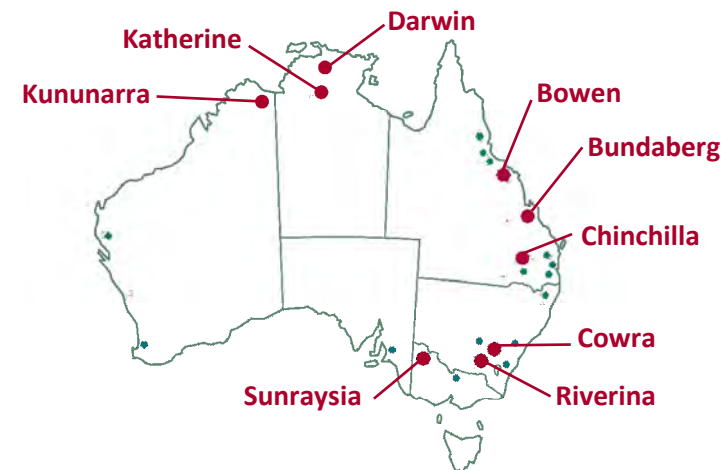 Darwin
Katherine
Kununarra
Bowen
Bundaberg
Chinchilla
Cowra
Sunraysia
Riverina